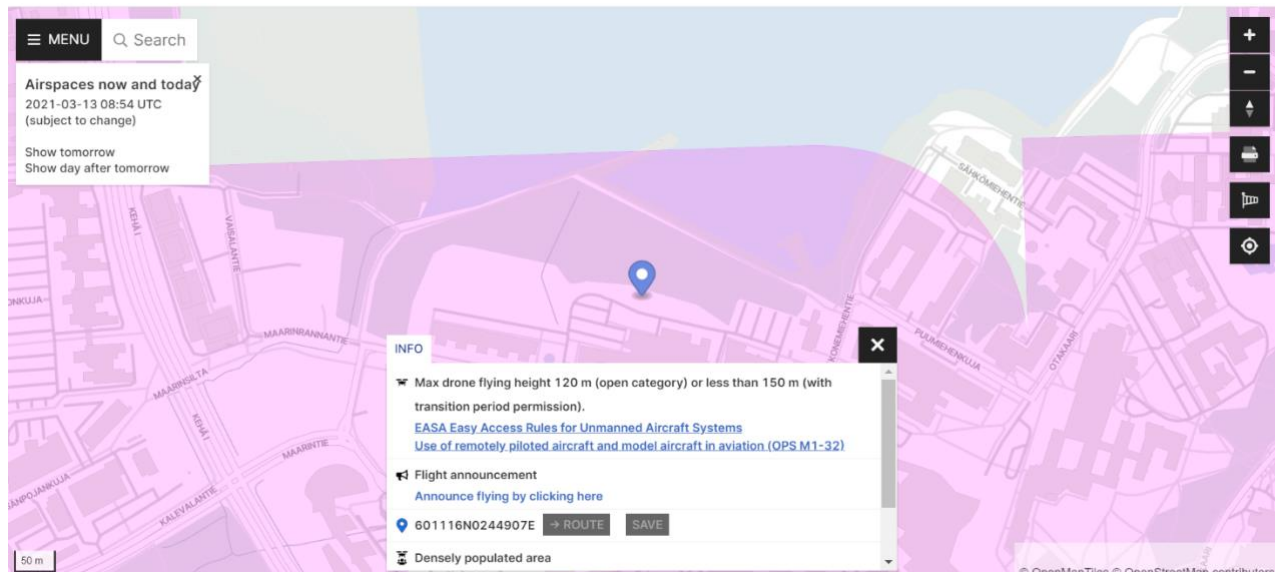 MENU
Search
Airspaces now and today
×
2021-03-13 08:54 UTC
(subject to change)
Show tomorrow
Show day after tomorrow
+
−
KEHÄ I
VAISALANTIE
SÄHKÖMIEHENTIE
MAARINRANNANTIE
MAARINSILTA
KEHÄ I
MAARINTIE
KALEVALANTIE
KONEMIEHENTIE
PUUMIEHENKUJA
OTAKAARI
INFO
×
Max drone flying height 120 m (open category) or less than 150 m (with
transition period permission).
EASA Easy Access Rules for Unmanned Aircraft Systems
Use of remotely piloted aircraft and model aircraft in aviation (OPS M1-32)
Flight announcement
Announce flying by clicking here
601116N0244907E → ROUTE SAVE
Densely populated area
50 m
© OpenMapTiles © OpenStreetMap contributors